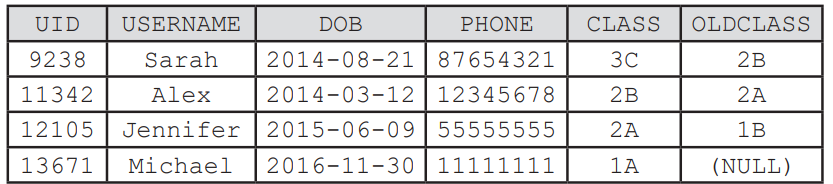 UID USERNAME DOB PHONE CLASS OLDCLASS
9238 Sarah 2014-08-21 87654321 3C 2B
11342 Alex 2014-03-12 12345678 2B 2A
12105 Jennifer 2015-06-09 55555555 2A 1B
13671 Michael 2016-11-30 11111111 1A (NULL)